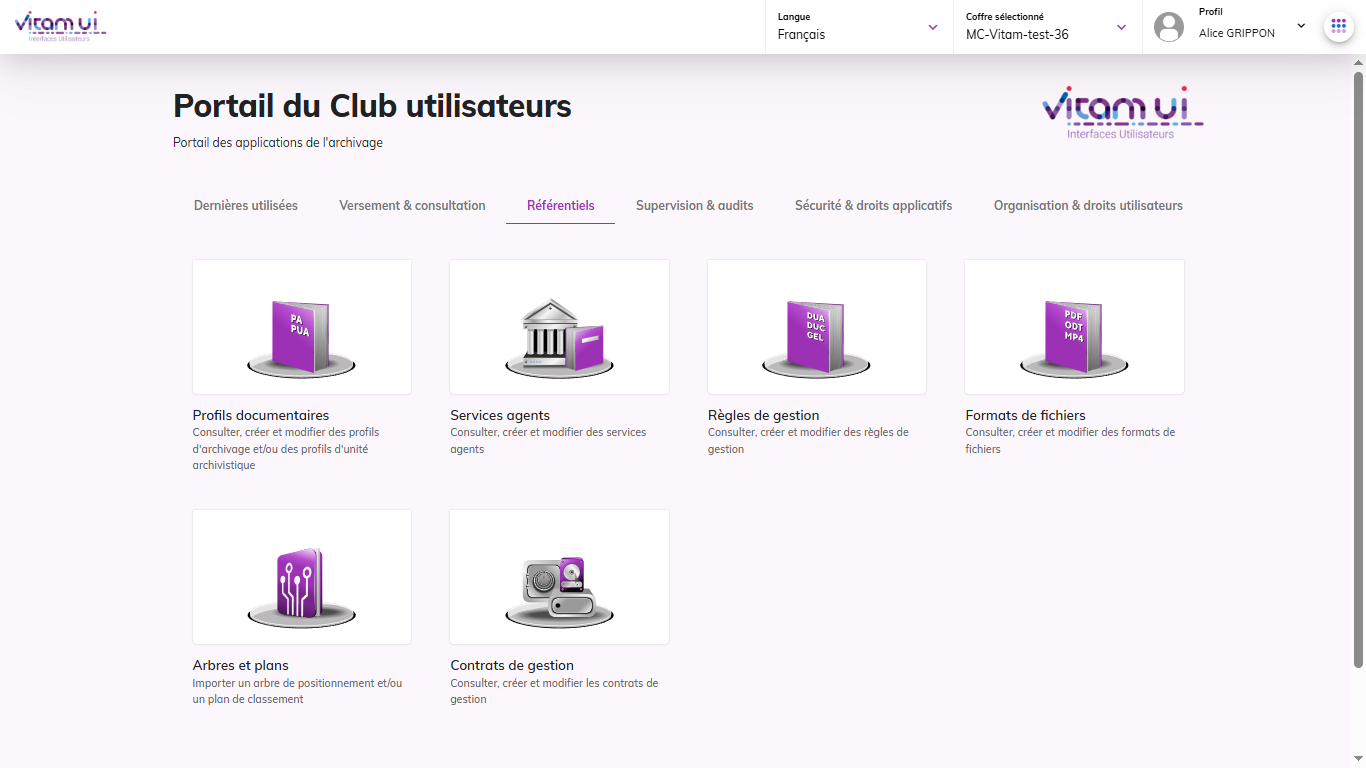 vitam ui
Interfaces Utilisateurs
Langue
Français
Coffre sélectionné
MC-Vitam-test-36
Profil
Alice GRIPPON
Portail du Club utilisateurs
Portail des applications de l'archivage
vitam ui
Interfaces Utilisateurs
Dernières utilisées
Versement & consultation
Référentiels
Supervision & audits
Sécurité & droits applicatifs
Organisation & droits utilisateurs
PA
PUA
Profils documentaires
Consulter, créer et modifier des profils
d'archivage et/ou des profils d'unité
archivistique
Services agents
Consulter, créer et modifier des services
agents
DUA
DUC
GEL
Règles de gestion
Consulter, créer et modifier des règles de
gestion
PDF
ODT
MP4
Formats de fichiers
Consulter, créer et modifier des formats de
fichiers
Arbres et plans
Importer un arbre de positionnement et/ou
un plan de classement
Contrats de gestion
Consulter, créer et modifier les contrats de
gestion